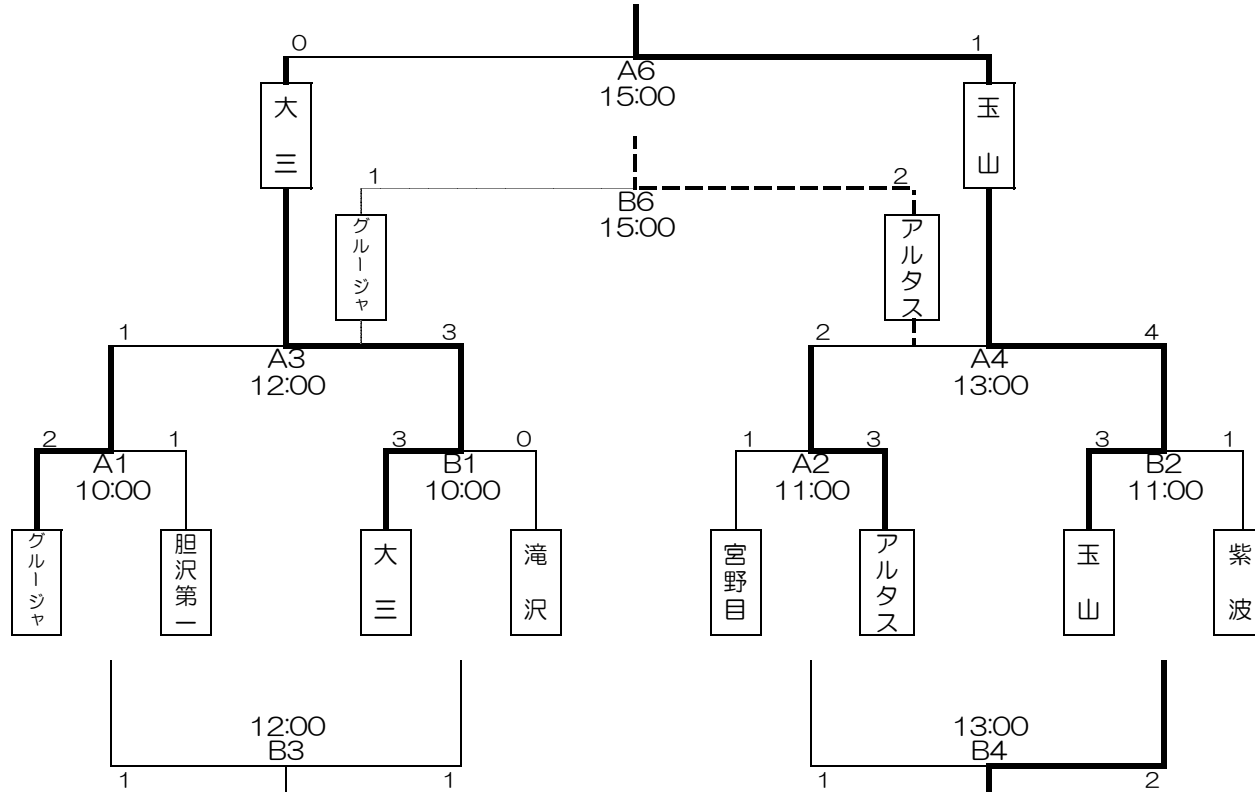 0 1
A6
15:00
大三 玉山
1 2
B6
15:00
グルージャ アルタス
1 3 2 4
A3 A4
12:00 13:00
2 1 3 0 1 3 3 1
A1 B1 A2 B2
10:00 10:00 11:00 11:00
グルージャ 胆沢第一 大三 滝沢 宮野目 アルタス 玉山 紫波
12:00 13:00
B3 B4
1 1 1 2